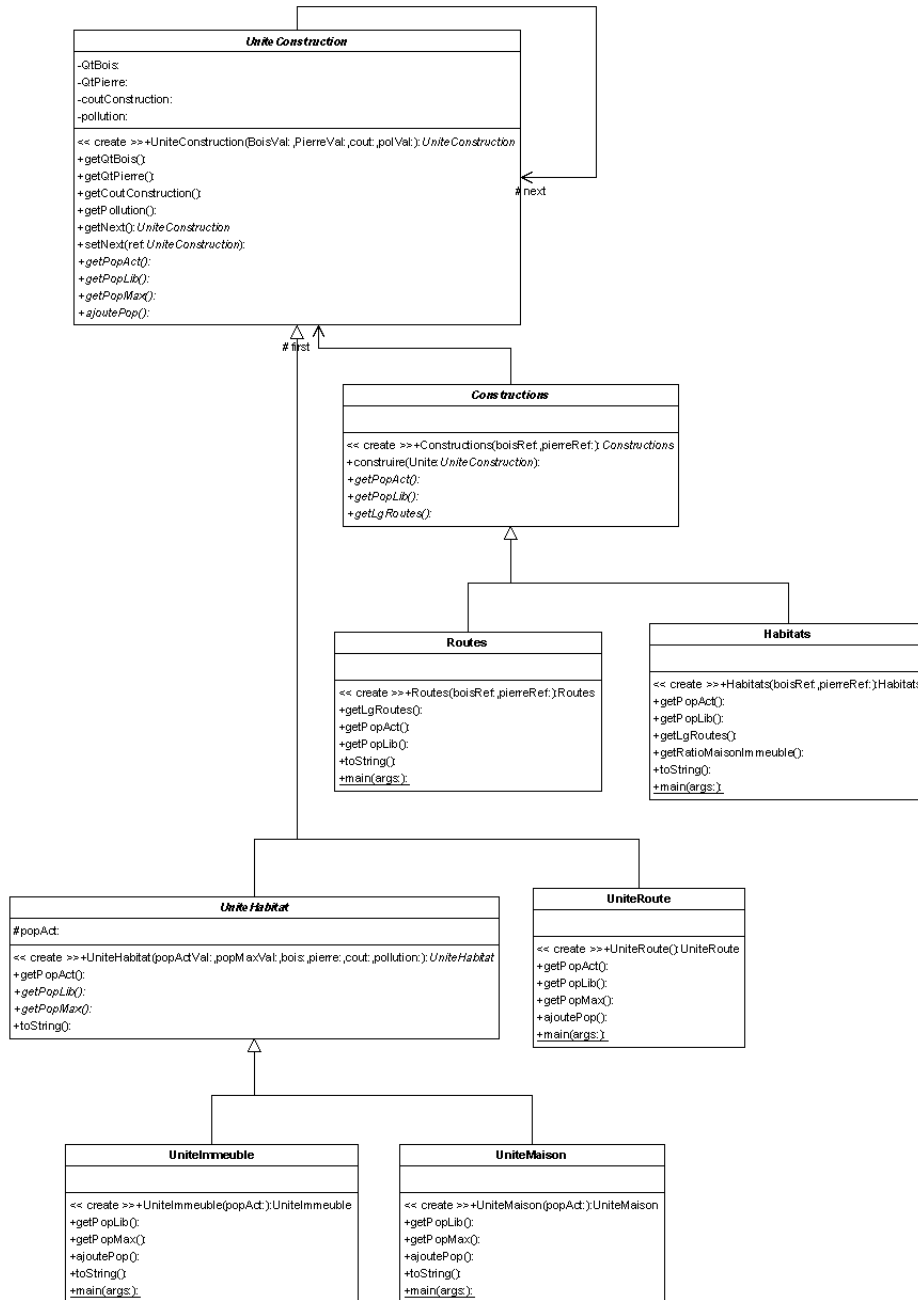 UniteConstruction
-QtBois:
-QtPierre:
-coutConstruction:
-pollution:
<< create >>+UniteConstruction(BoisVal:,PierreVal:,cout:,polVal:): UniteConstruction
+getQtBois():
+getQtPierre():
+getCoutConstruction():
+getPollution():
+getNext(): UniteConstruction
+setNext(ref: UniteConstruction):
+getPopAct():
+getPopLib():
+getPopMax():
+ajoutePop():
# next
# first
Constructions
<< create >>+Constructions(boisRef:,pierreRef:): Constructions
+construire(Unite: UniteConstruction):
+getPopAct():
+getPopLib():
+getLgRoutes():
Routes
<< create >>+Routes(boisRef:,pierreRef:):Routes
+getLgRoutes():
+getPopAct():
+getPopLib():
+toString():
+main(args:):
Habitats
<< create >>+Habitats(boisRef:,pierreRef:):Habitats
+getPopAct():
+getPopLib():
+getLgRoutes():
+getRatioMaisonImmeuble():
+toString():
+main(args:):
UniteHabitat
#popAct:
<< create >>+UniteHabitat(popActVal:,popMaxVal:,bois:,pierre:,cout:,pollution:): UniteHabitat
+getPopAct():
+getPopLib():
+getPopMax():
+toString():
UniteRoute
<< create >>+UniteRoute():UniteRoute
+getPopAct():
+getPopLib():
+getPopMax():
+ajoutePop():
+main(args:):
UniteImmeuble
<< create >>+UniteImmeuble(popAct:):UniteImmeuble
+getPopLib():
+getPopMax():
+ajoutePop():
+toString():
+main(args:):
UniteMaison
<< create >>+UniteMaison(popAct:):UniteMaison
+getPopLib():
+getPopMax():
+ajoutePop():
+toString():
+main(args:):